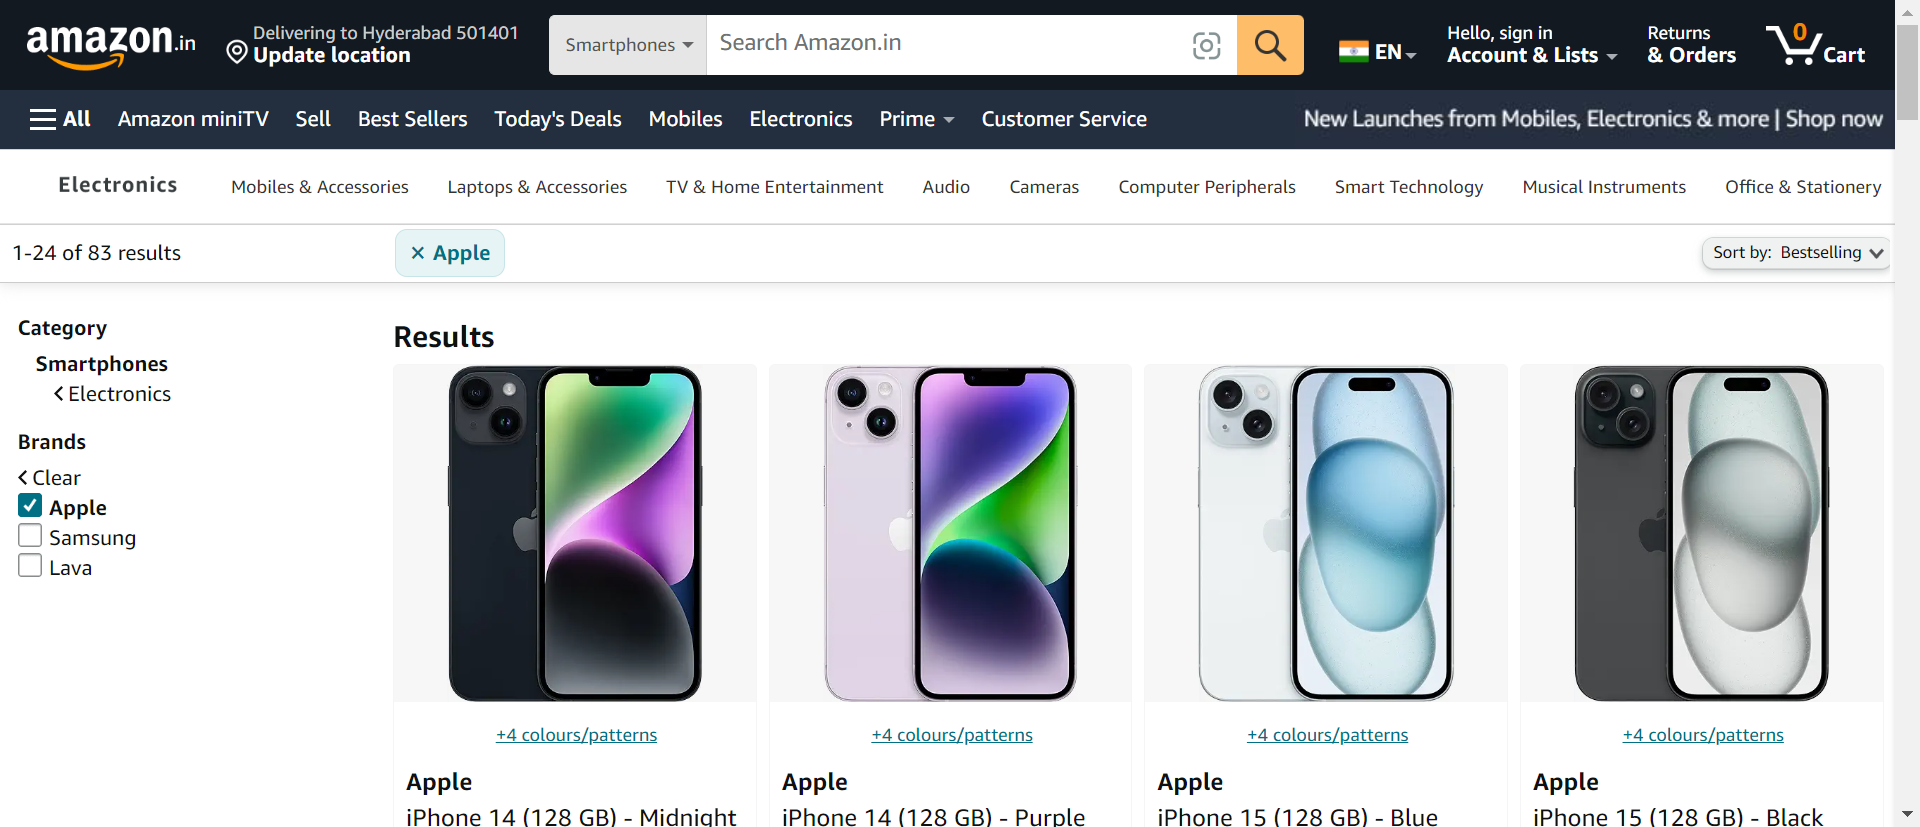 amazon.in
Delivering to Hyderabad 501401
Update location
Smartphones
Search Amazon.in
EN
Hello, sign in
Account & Lists
Returns
& Orders
0
Cart
All
Amazon miniTV
Sell
Best Sellers
Today's Deals
Mobiles
Electronics
Prime
Customer Service
New Launches from Mobiles, Electronics & more | Shop now
Electronics
Mobiles & Accessories
Laptops & Accessories
TV & Home Entertainment
Audio
Cameras
Computer Peripherals
Smart Technology
Musical Instruments
Office & Stationery
1-24 of 83 results
Apple
Sort by: Bestselling
Category
Smartphones
Electronics
Brands
Clear
Apple
Samsung
Lava
Results
+4 colours/patterns
Apple
iPhone 14 (128 GB) - Midnight
+4 colours/patterns
Apple
iPhone 14 (128 GB) - Purple
+4 colours/patterns
Apple
iPhone 15 (128 GB) - Blue
+4 colours/patterns
Apple
iPhone 15 (128 GB) - Black